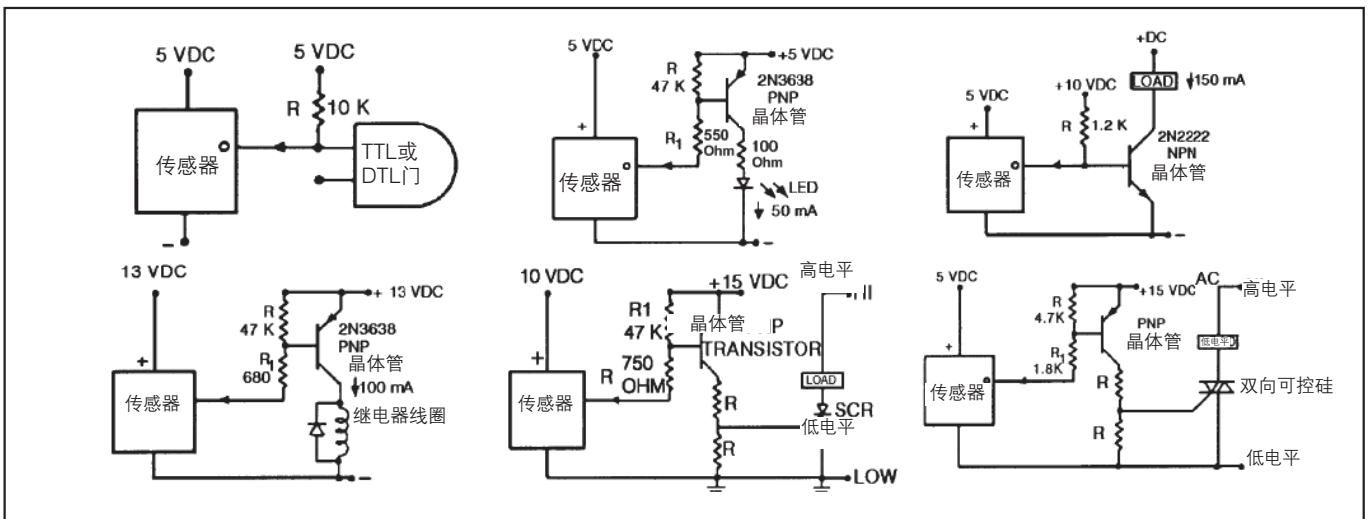 5 VDC
5 VDC
R
10 K
传感器
TTL或
DTL门
−
5 VDC
+5 VDC
R
47 K
2N3638
PNP
晶体管
+
R1
550
Ohm
100
Ohm
传感器
LED
50 mA
−
+DC
LOAD
150 mA
+10 VDC
5 VDC
+
R
1.2 K
2N2222
NPN
晶体管
传感器
−
13 VDC
+ 13 VDC
R
47 K
2N3638
PNP
晶体管
+
R1
680
100 mA
传感器
继电器线圈
−
10 VDC
+15 VDC
高电平
HI
R1
47 K
晶体管
P
TRANSISTOR
+
R
750
OHM
LOAD
传感器
R
SCR
低电平
R
LOW
5 VDC
+15 VDC
AC
高电平
R
4.7K
PNP
晶体管
低电平
+
R1
1.8K
传感器
R
双向可控硅
R
低电平